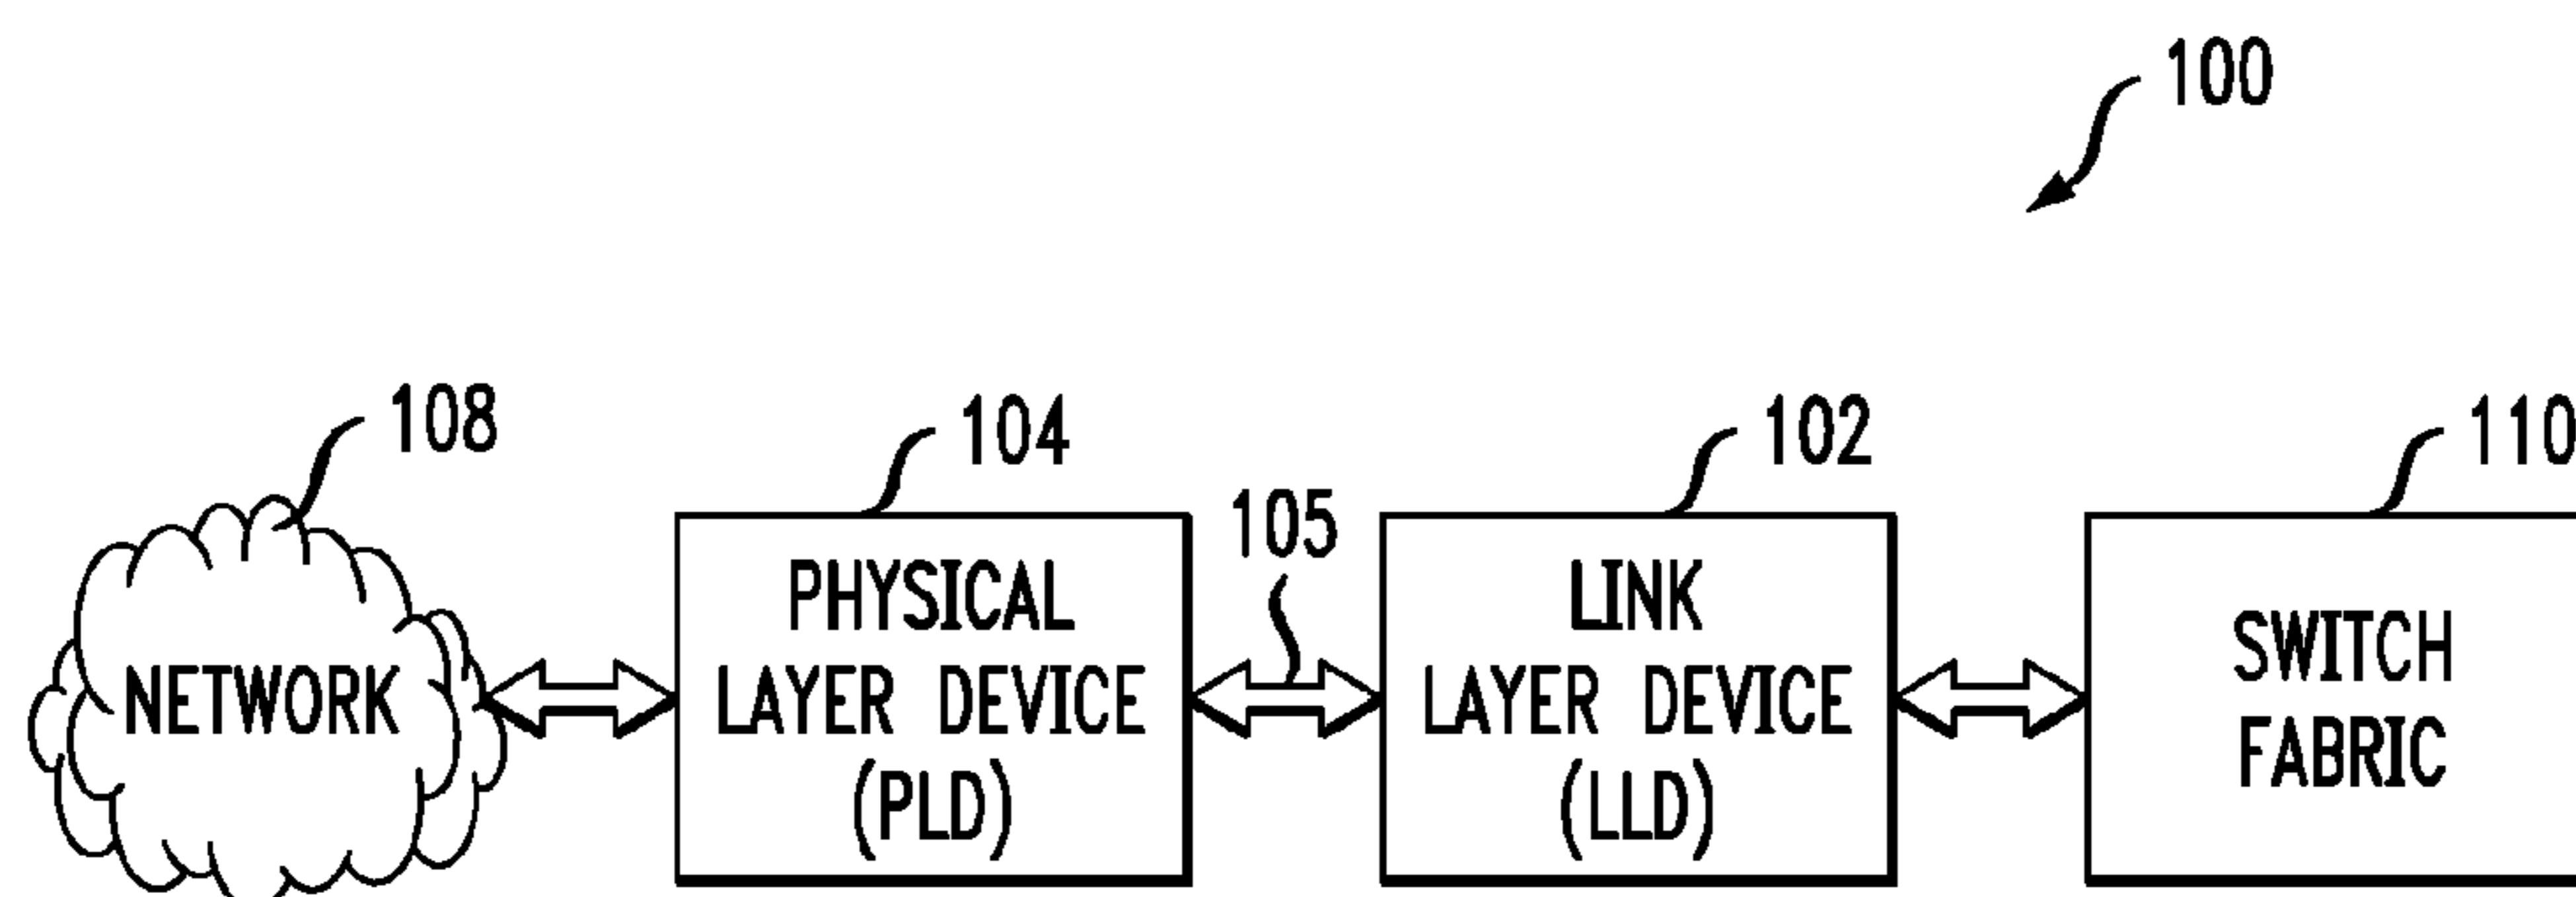 100
108
104
105
102
110
NETWORK
PHYSICAL
LAYER DEVICE
(PLD)
LINK
LAYER DEVICE
(LLD)
SWITCH
FABRIC